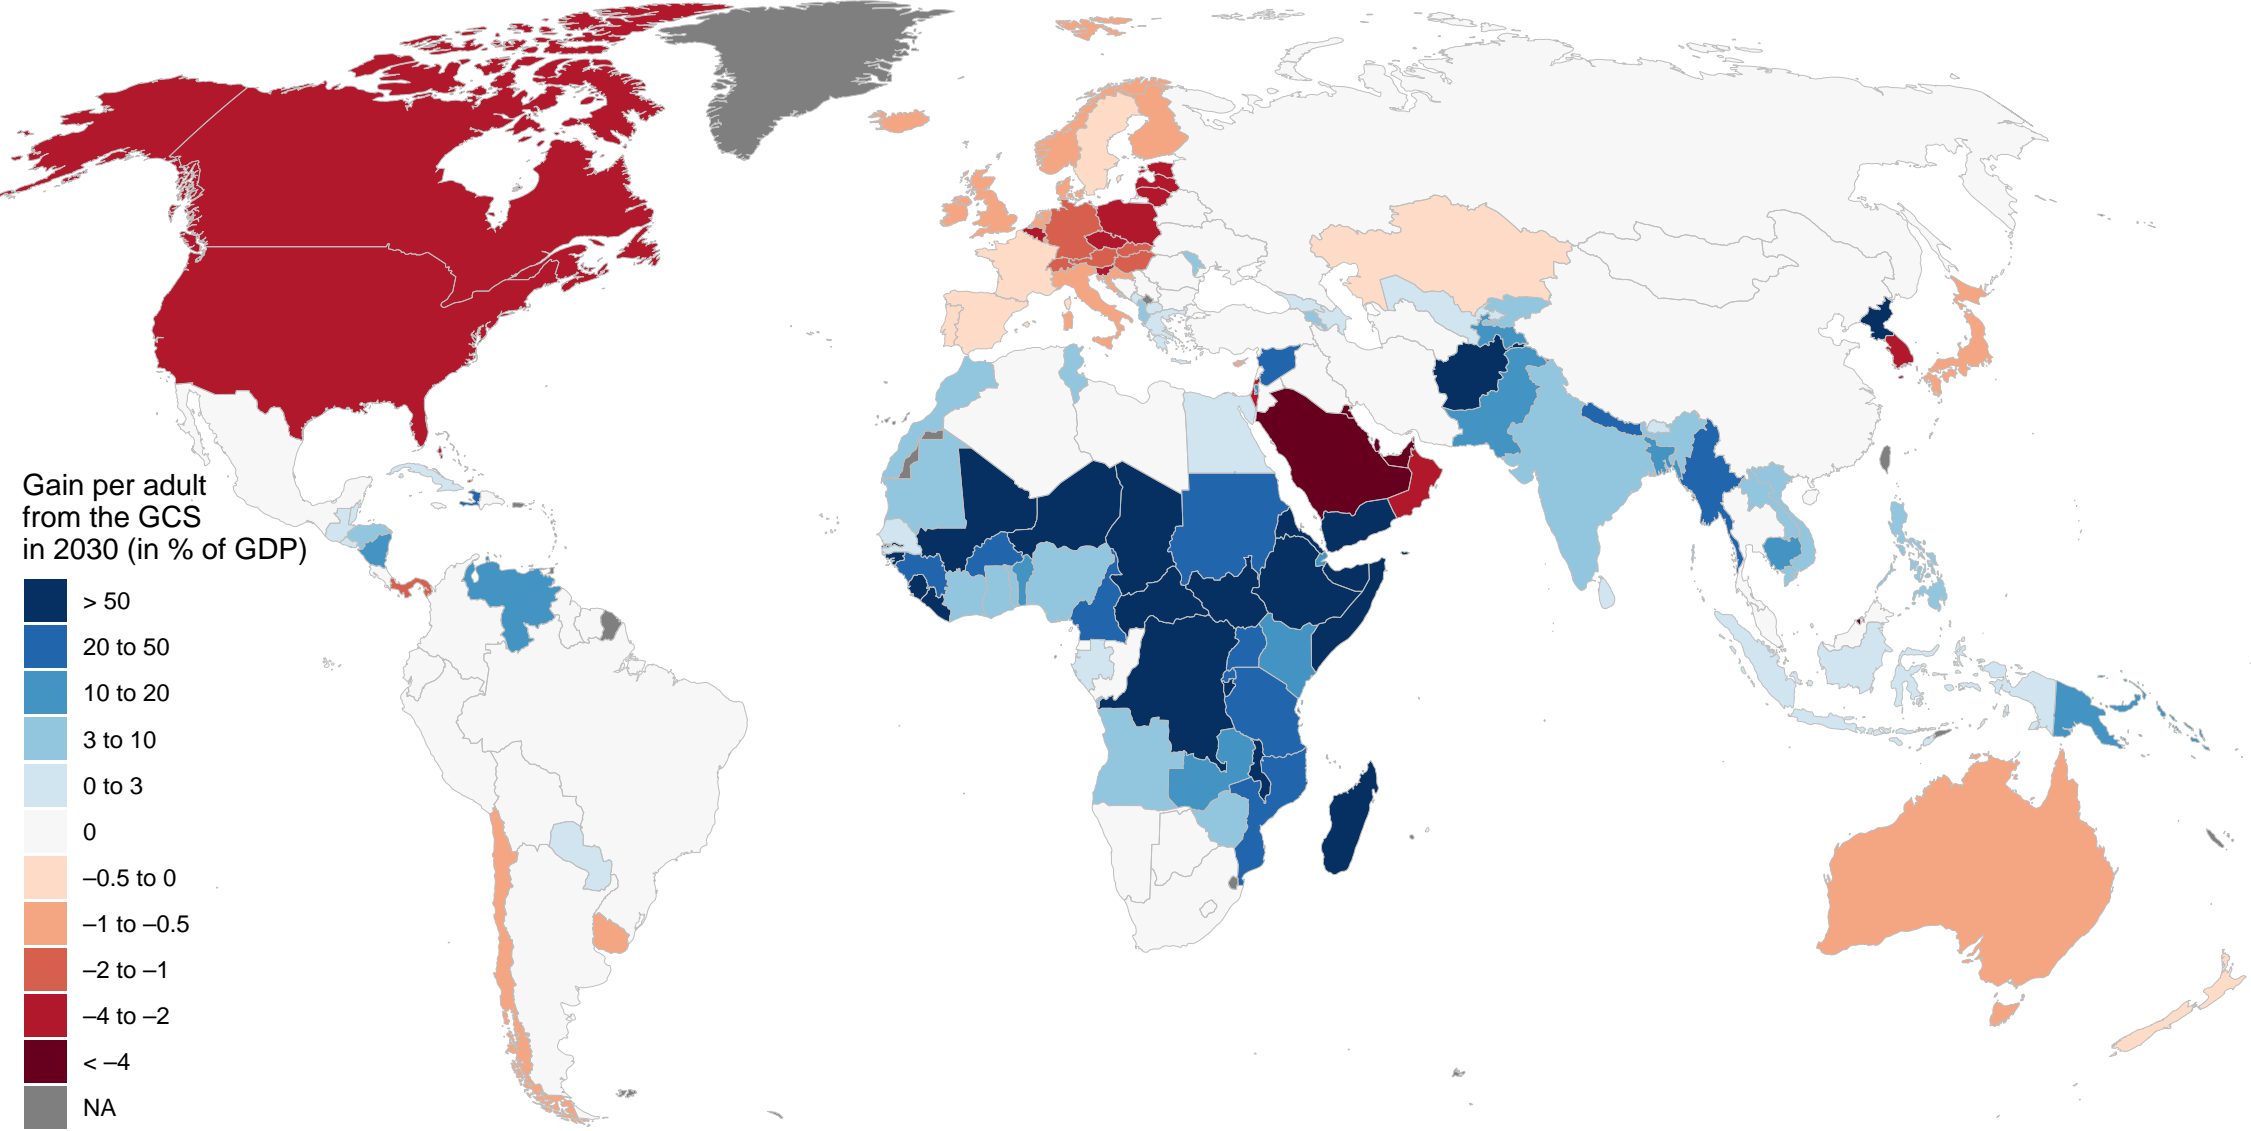 Gain per adult
from the GCS
in 2030 (in % of GDP)
> 50
20 to 50
10 to 20
3 to 10
0 to 3
0
–0.5 to 0
–1 to –0.5
–2 to –1
–4 to –2
< –4
NA